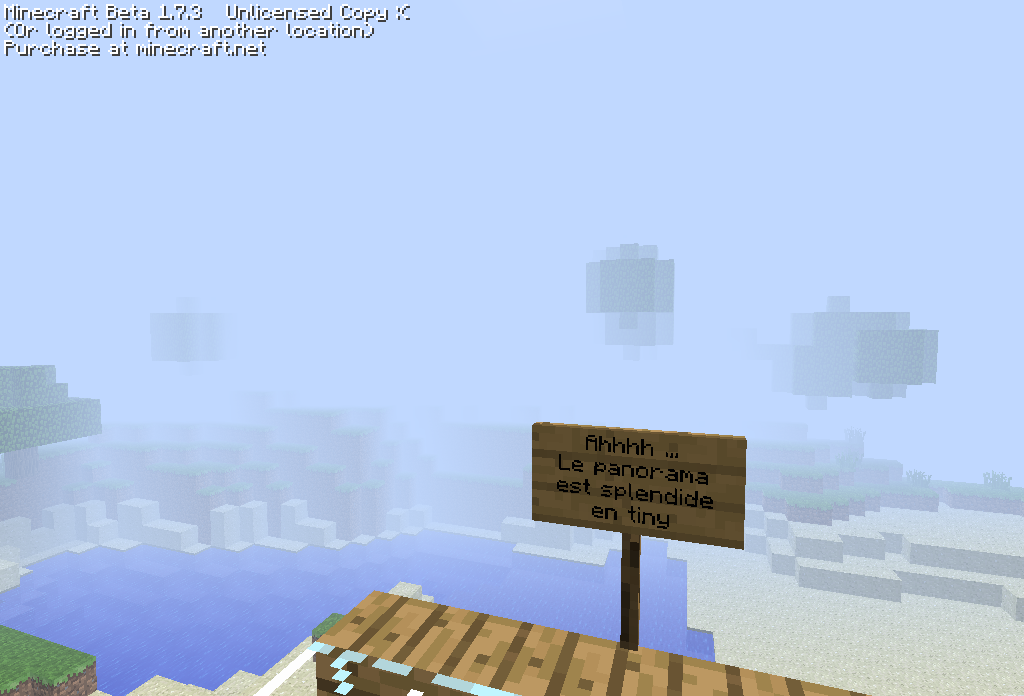 Minecraft Beta 1.7.3   Unlicensed Copy :(
(Or logged in from another location)
Purchase at minecraft.net
Ahhhh ...
Le panorama
est splendide
en tiny